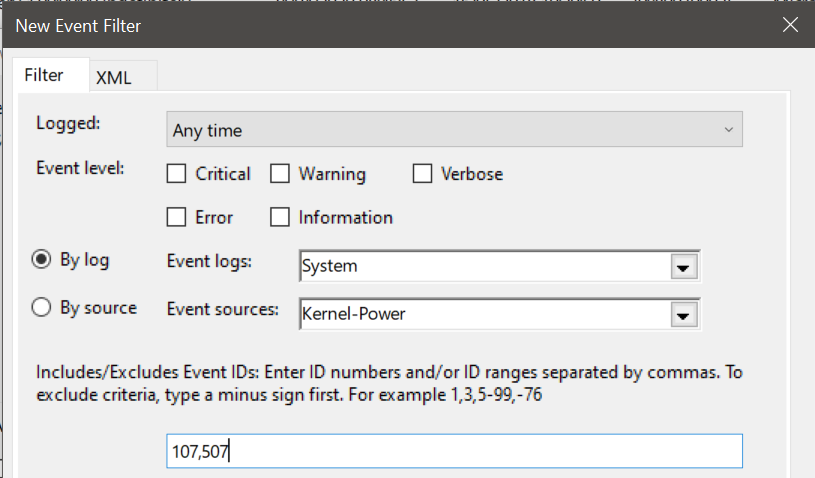 New Event Filter
Filter
XML
Logged:
Any time
Event level:
Critical
Warning
Verbose
Error
Information
By log
Event logs:
System
By source
Event sources:
Kernel-Power
Includes/Excludes Event IDs: Enter ID numbers and/or ID ranges separated by commas. To
exclude criteria, type a minus sign first. For example 1,3,5-99,-76
107,507